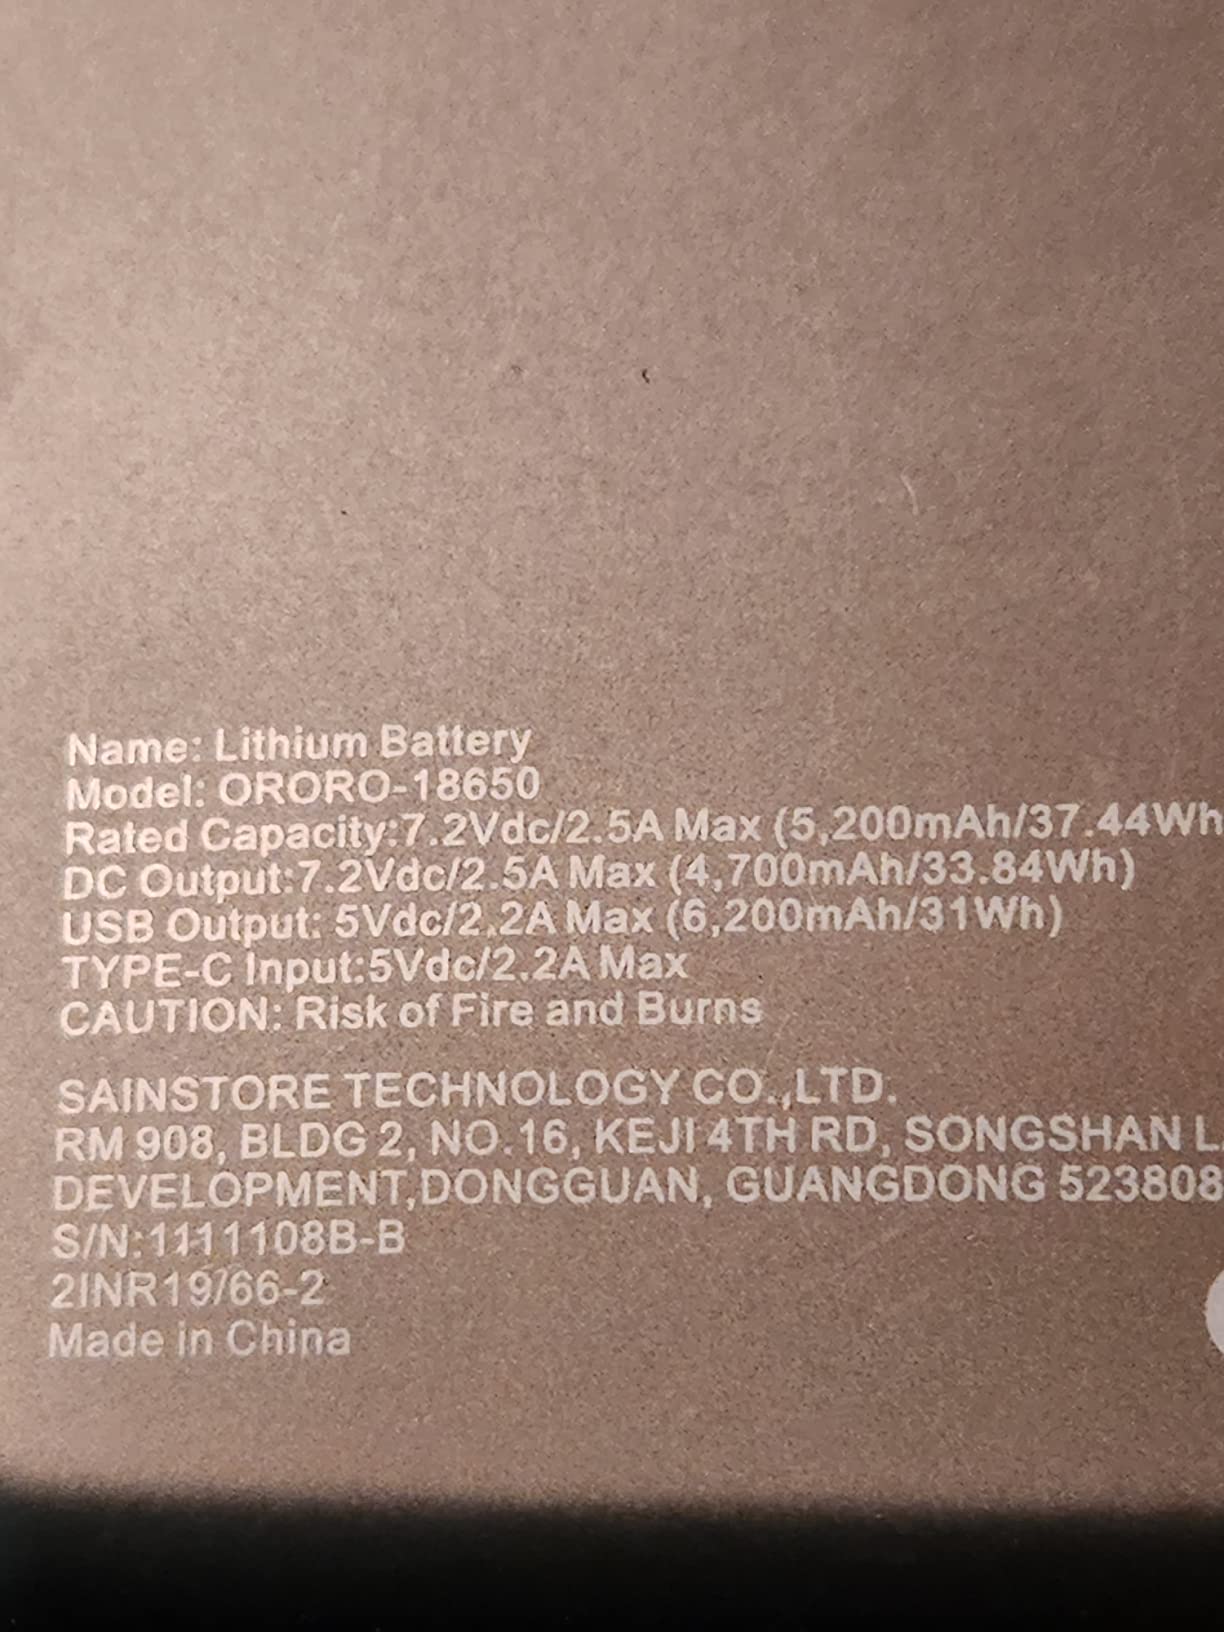 Name: Lithium Battery
Model: ORORO-18650
Rated Capacity:7.2Vdc/2.5A Max (5,200mAh/37.44Wh
DC Output:7.2Vdc/2.5A Max (4,700mAh/33.84Wh)
USB Output: 5Vdc/2.2A Max (6,200mAh/31Wh)
TYPE-C Input:5Vdc/2.2A Max
CAUTION: Risk of Fire and Burns
SAINSTORE TECHNOLOGY CO.,LTD.
RM 908, BLDG 2, NO.16, KEJI 4TH RD, SONGSHAN L
DEVELOPMENT,DONGGUAN, GUANGDONG 523808
S/N:1111108B-B
2INR19/66-2
Made in China